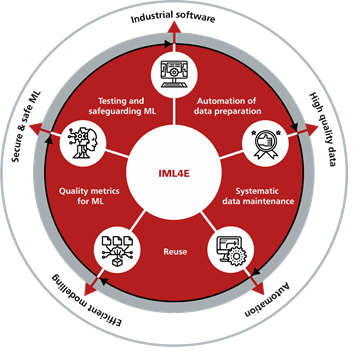 Industrial software
Secure & safe ML
High quality data
Testing and
safeguarding ML
Automation of
data preparation
IML4E
Quality metrics
for ML
Systematic
data maintenance
Reuse
Efficient modelling
Automation